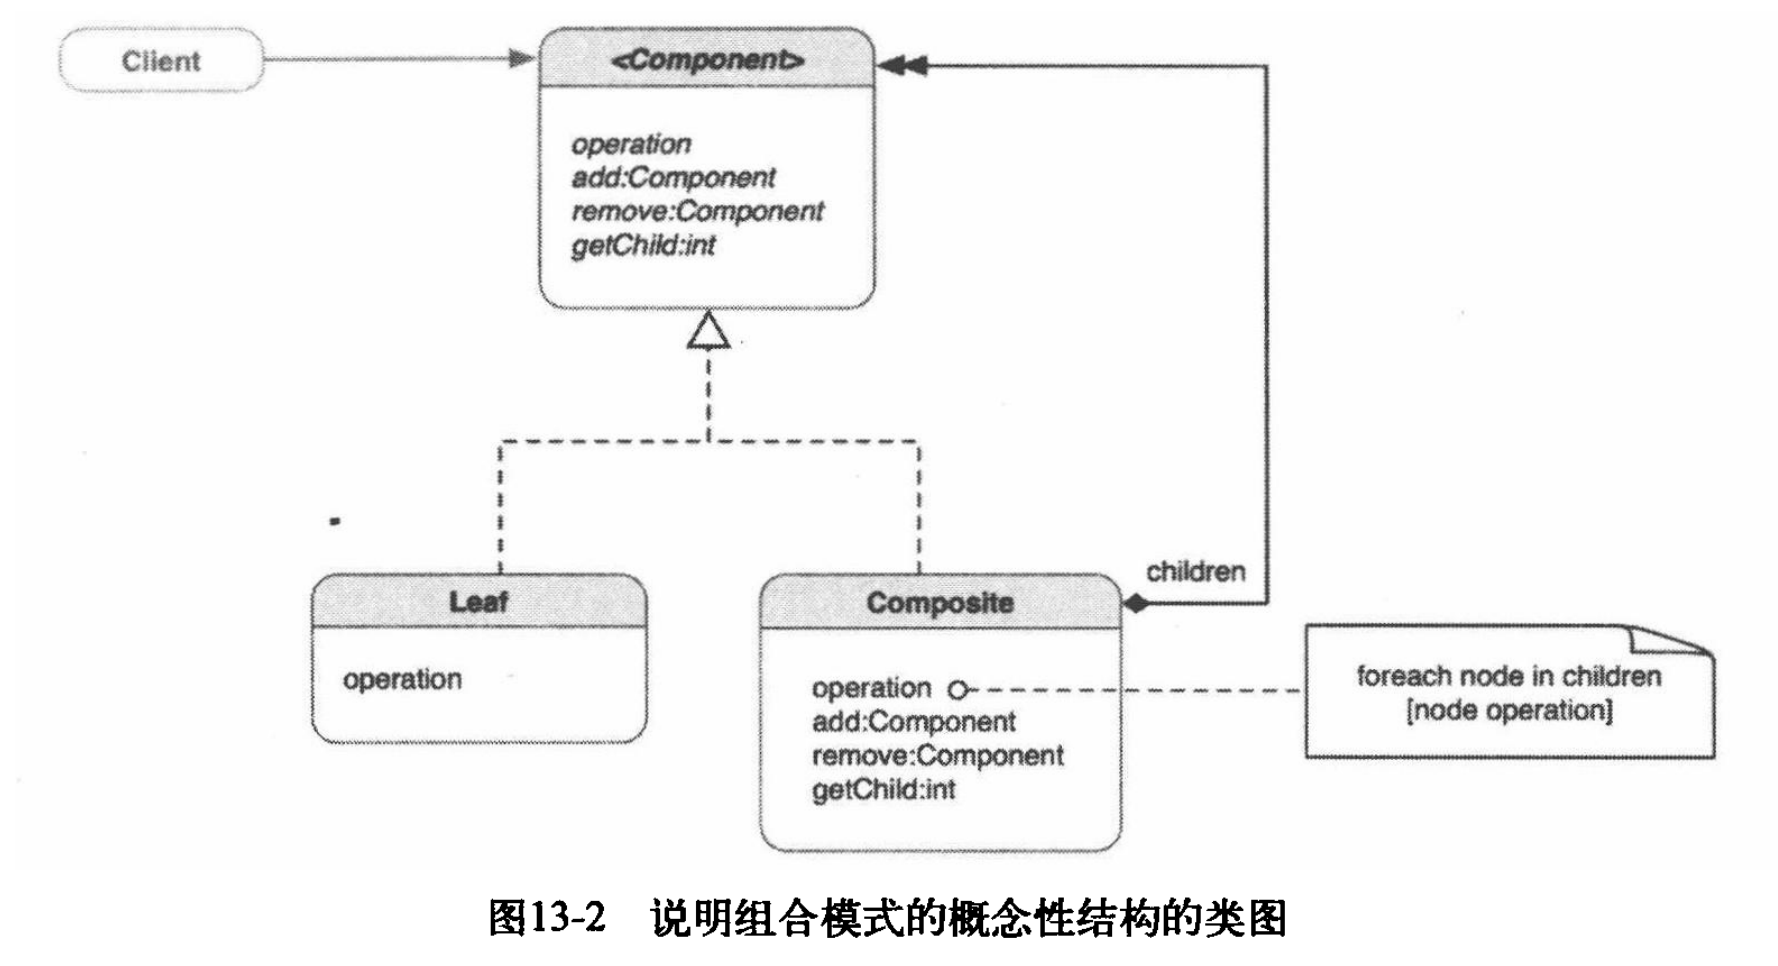 Client
<Component>
operation
add:Component
remove:Component
getChild:int
Leaf
operation
Composite
operation
add:Component
remove:Component
getChild:int
children
foreach node in children
[node operation]
图13-2 说明组合模式的概念性结构的类图